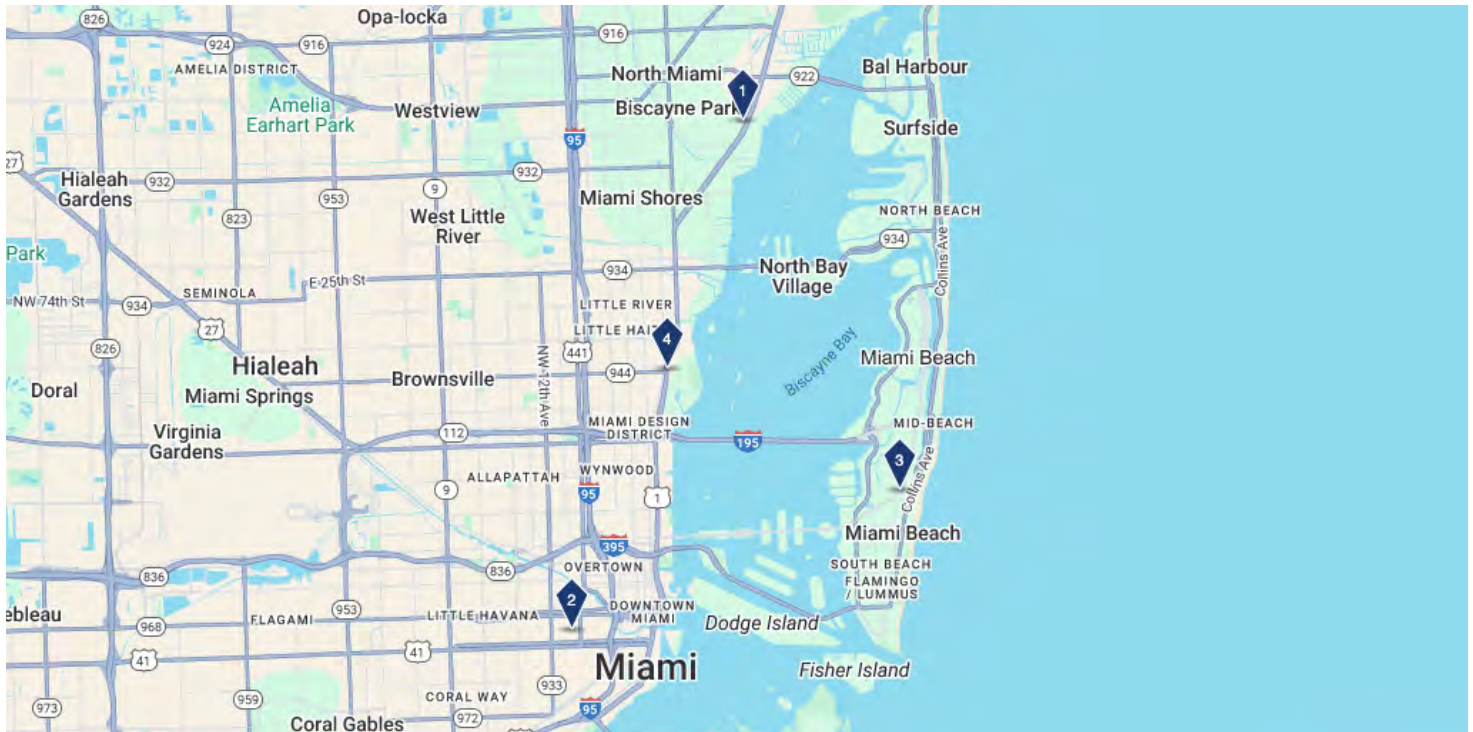 Opa-locka
826
924
916
916
AMELIA DISTRICT
North Miami
922
Bal Harbour
1
Amelia
Earhart Park
Westview
Biscayne Park
Surfside
95
27
Hialeah
Gardens
932
932
953
9
Miami Shores
823
West Little
River
NORTH BEACH
934
Park
North Bay
Village
Collins Ave
934
E 25th St
SEMINOLA
NW 74th St
934
LITTLE RIVER
27
LITTLE HAIT
4
826
441
Biscayne Bay
Miami Beach
Hialeah
NW 12th Ave
944
Brownsville
Doral
Miami Springs
MIAMI DESIGN
DISTRICT
MID-BEACH
Virginia
Gardens
112
195
3
Collins Ave
ALLAPATTAH
WYNWOOD
9
95
1
Miami Beach
395
836
836
OVERTOWN
SOUTH BEACH
FLAMINGO
/ LUMMUS
2
953
DOWNTOWN
MIAMI
LITTLE HAVANA
ebleau
968
FLAGAMI
Dodge Island
41
41
Miami
Fisher Island
933
CORAL WAY
959
973
95
972
Coral Gables